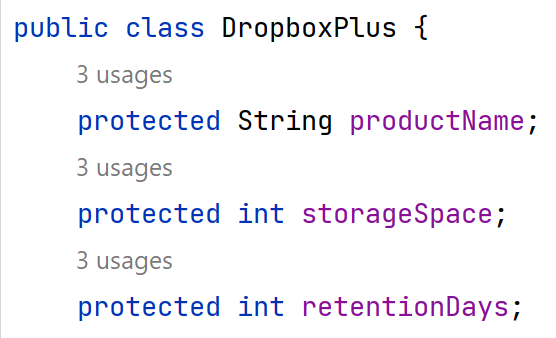 public class DropboxPlus {
3 usages
protected String productName;
3 usages
protected int storageSpace;
3 usages
protected int retentionDays;